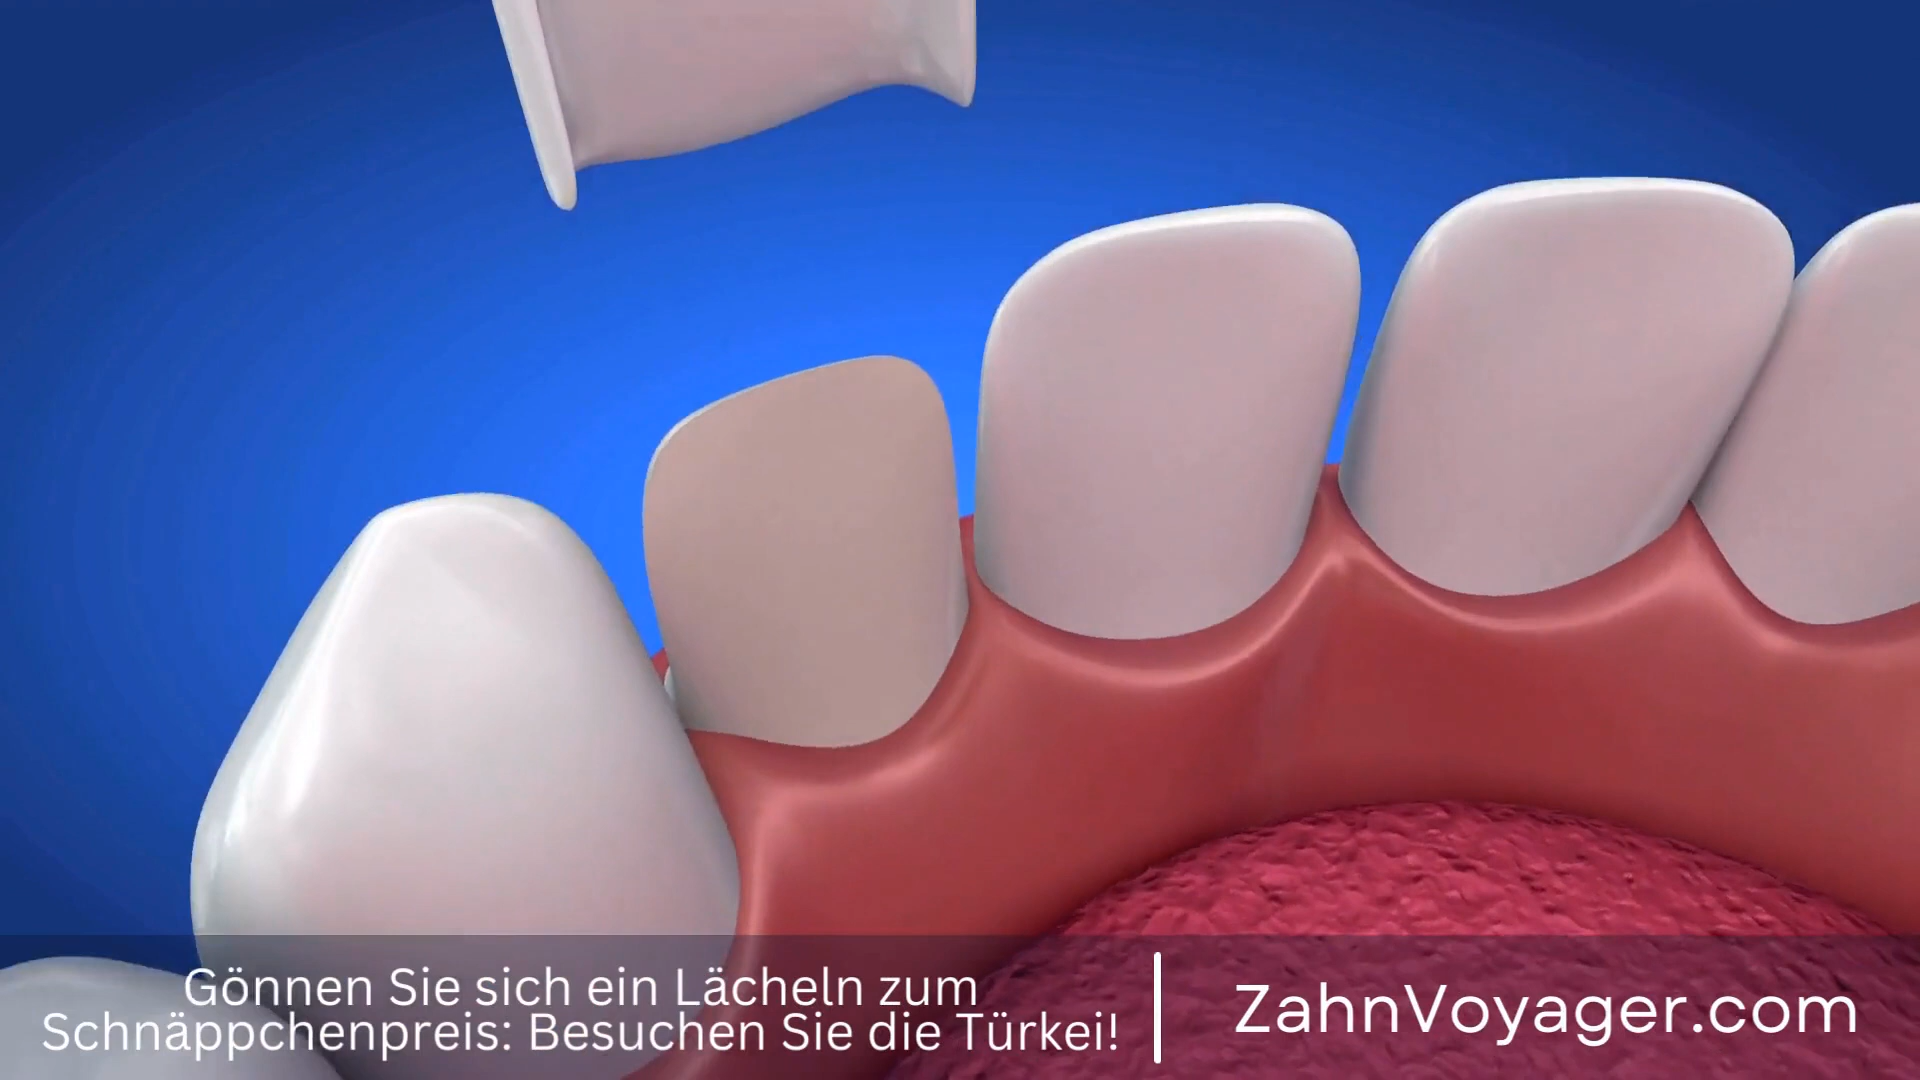 Gönnen Sie sich ein Lächeln zum
Schnäppchenpreis: Besuchen Sie die Türkei!
ZahnVoyager.com